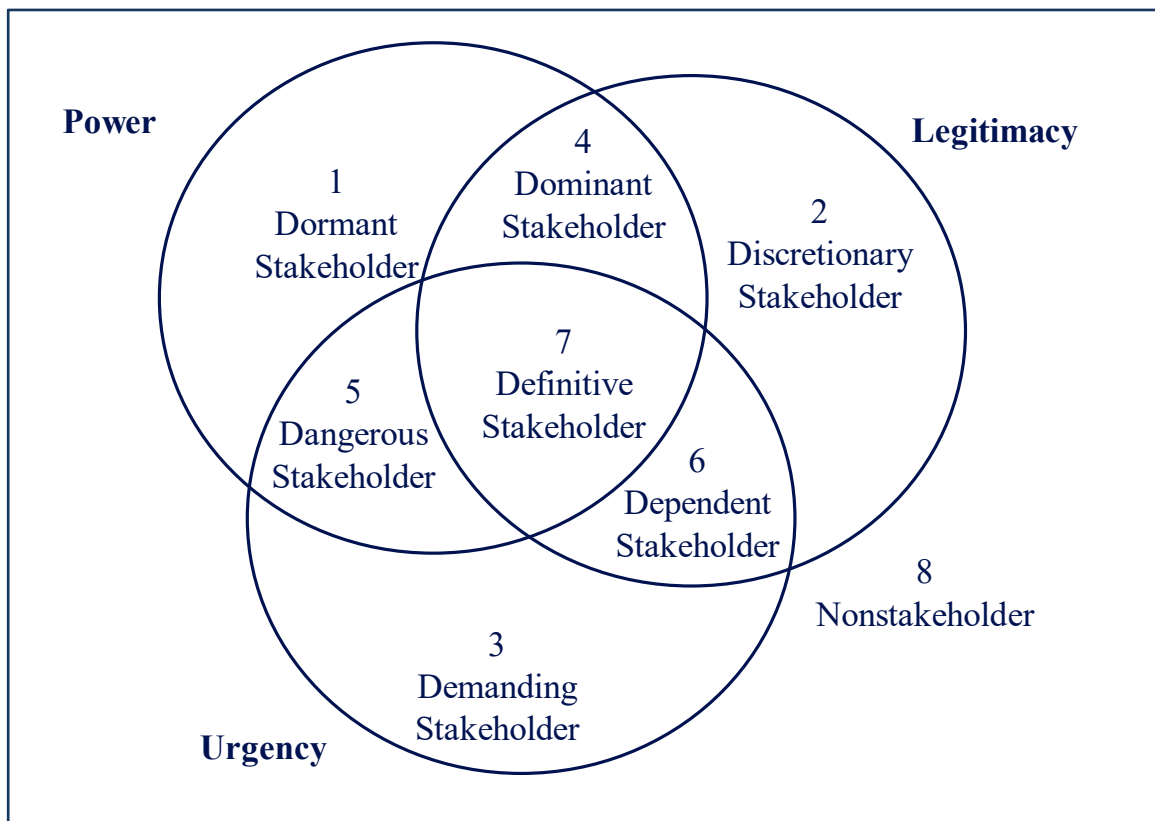 Power
Legitimacy
4
Dominant
Stakeholder
1
Dormant
Stakeholder
2
Discretionary
Stakeholder
7
Definitive
Stakeholder
5
Dangerous
Stakeholder
6
Dependent
Stakeholder
8
Nonstakeholder
3
Demanding
Stakeholder
Urgency